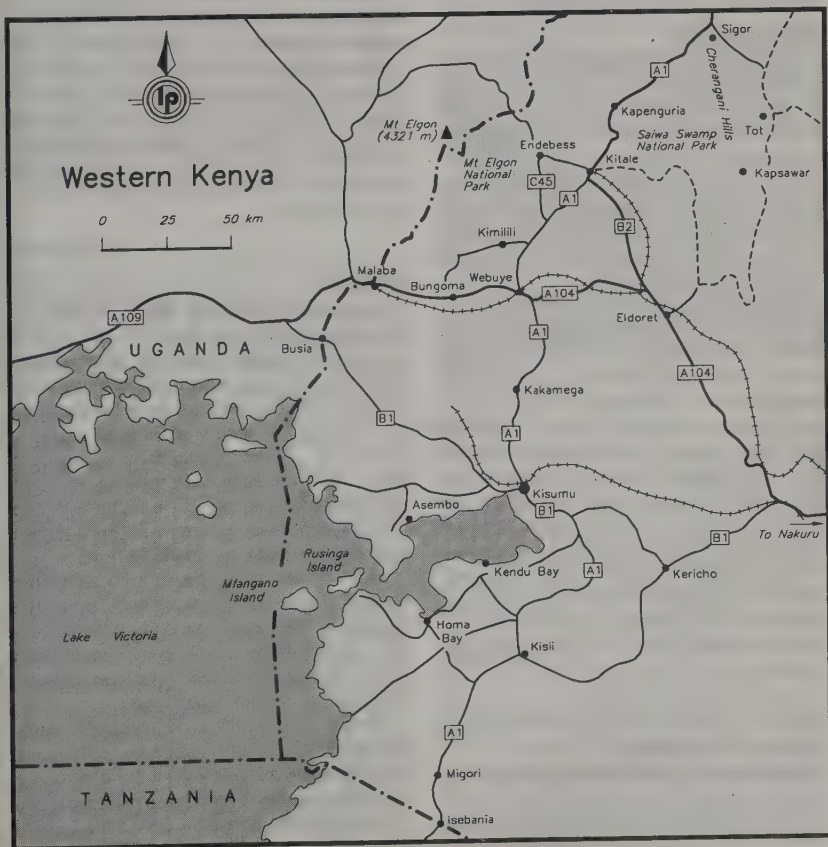 Sigor
lp
A1
Cherangani Hills
Mt Elgon
(4321 m)
Kapenguria
Saiwa Swamp
National Park
Tot
Western Kenya
Endebess
Mt Elgon
National
Park
Kitale
Kapsawar
C45
A1
0 25 50 km
B2
Kimilili
Malaba
Bungoma
Webuye
A104
A109
Eldoret
UGANDA
Busia
A1
A104
Kakamega
B1
A1
Kisumu
Asembo
B1
To Nakuru
Rusinga
Island
B1
Mfangano
Island
Kendu Bay
A1
Kericho
Homa
Bay
Lake Victoria
Kisii
A1
Migori
TANZANIA
Isebania